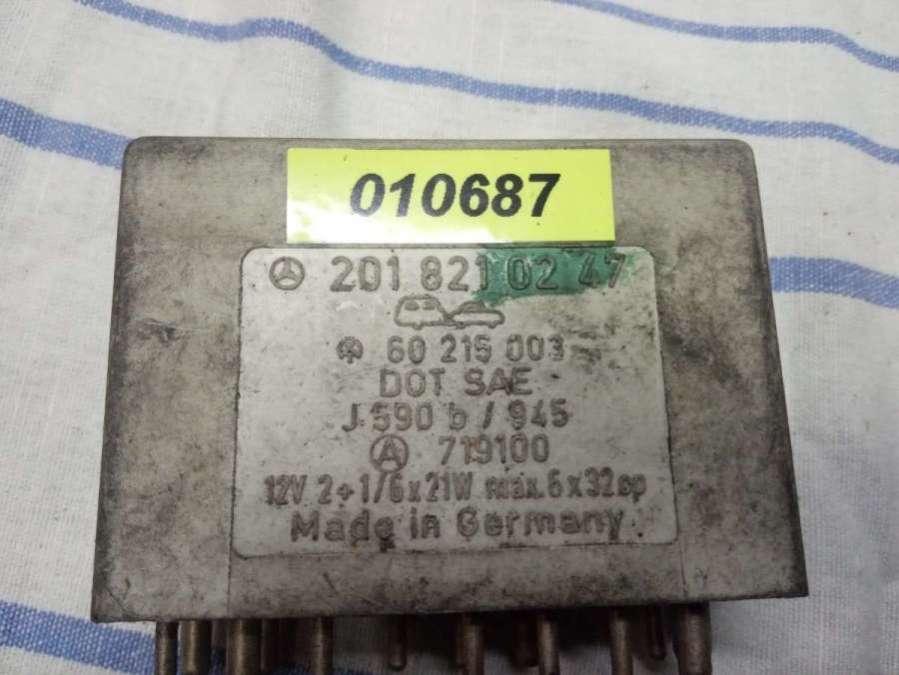 010687
201 821 02 47
60 215 003
DOT SAE
J 590 b / 945
A 719100
12V 2+1/6x21W max.6x32cp
Made in Germany